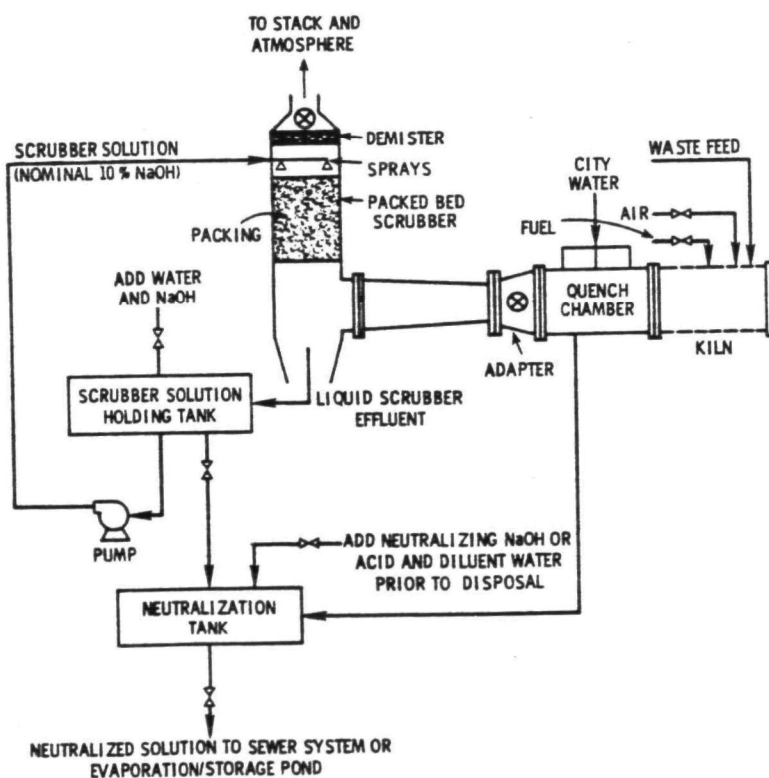 TO STACK AND
ATMOSPHERE
DEMISTER
SCRUBBER SOLUTION
(NOMINAL 10% NaOH)
SPRAYS
PACKED BED
SCRUBBER
PACKING
WASTE FEED
CITY
WATER
AIR
FUEL
QUENCH
CHAMBER
KILN
ADAPTER
ADD WATER
AND NaOH
SCRUBBER SOLUTION
HOLDING TANK
LIQUID SCRUBBER
EFFLUENT
PUMP
ADD NEUTRALIZING NaOH OR
ACID AND DILUENT WATER
PRIOR TO DISPOSAL
NEUTRALIZATION
TANK
NEUTRALIZED SOLUTION TO SEWER SYSTEM OR
EVAPORATION/STORAGE POND